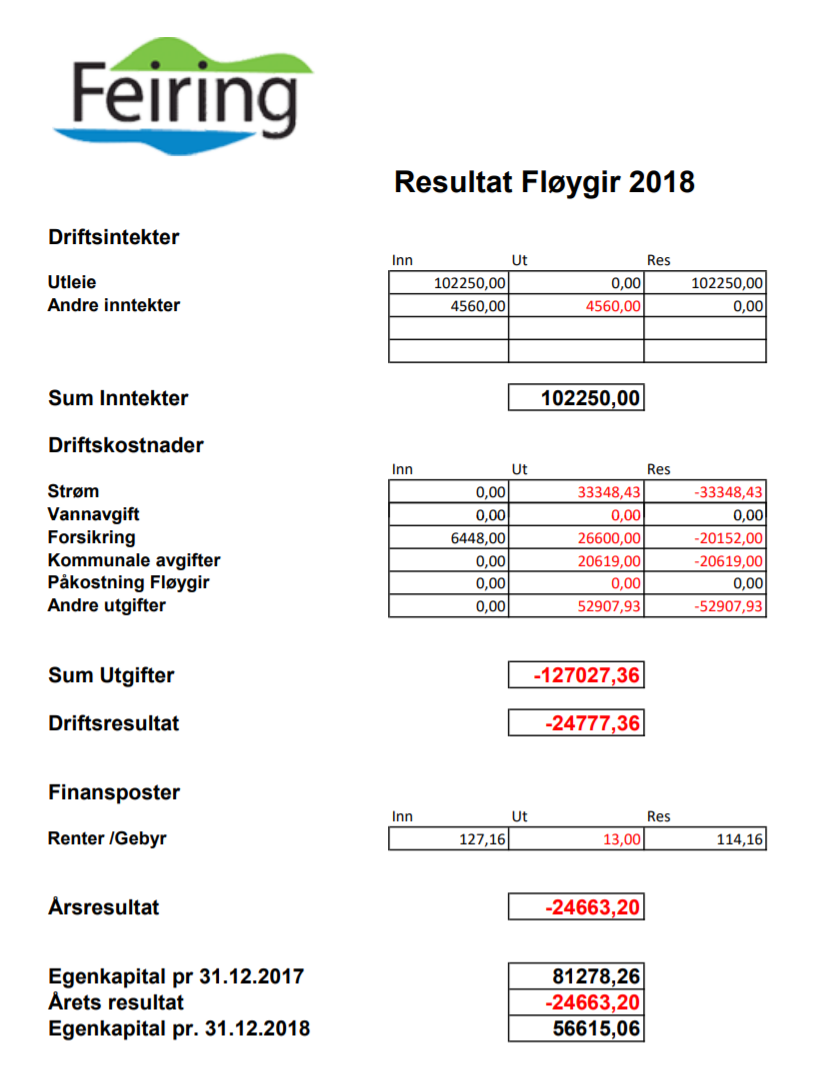 Feiring
Resultat Fløygir 2018
Driftsintekter
Inn Ut Res
Utleie 102250,00 0,00 102250,00
Andre inntekter 4560,00 4560,00 0,00
Sum Inntekter 102250,00
Driftskostnader
Inn Ut Res
Strøm 0,00 33348,43 -33348,43
Vannavgift 0,00 0,00 0,00
Forsikring 6448,00 26600,00 -20152,00
Kommunale avgifter 0,00 20619,00 -20619,00
Påkostning Fløygir 0,00 0,00 0,00
Andre utgifter 0,00 52907,93 -52907,93
Sum Utgifter -127027,36
Driftsresultat -24777,36
Finansposter
Inn Ut Res
Renter /Gebyr 127,16 13,00 114,16
Årsresultat -24663,20
Egenkapital pr 31.12.2017 81278,26
Årets resultat -24663,20
Egenkapital pr. 31.12.2018 56615,06